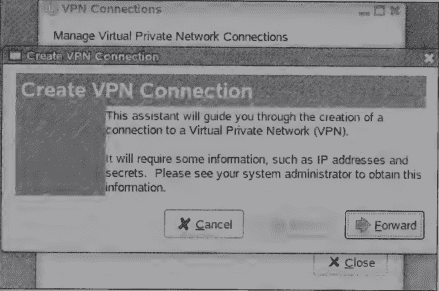 VPN Connections
Manage Virtual Private Network Connections
Create VPN Connection
Create VPN Connection
This assistant will guide you through the creation of a
connection to a Virtual Private Network (VPN).
It will require some information, such as IP addresses and
secrets. Please see your system administrator to obtain this
information.
Cancel
Forward
Close